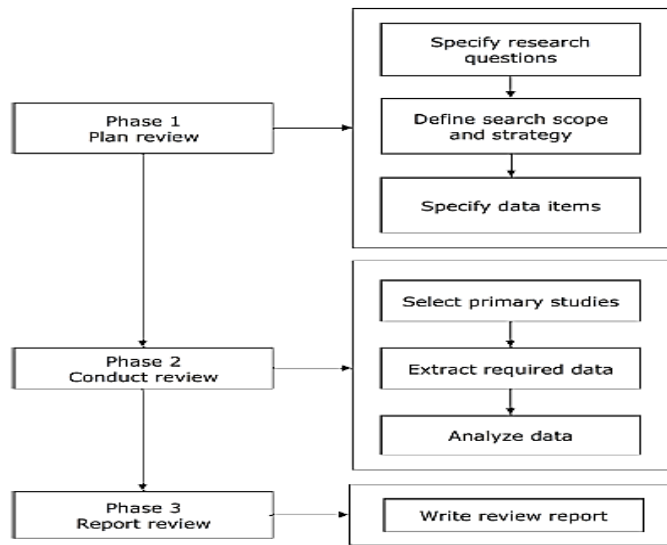 Phase 1
Plan review
Specify research
questions
Define search scope
and strategy
Specify data items
Phase 2
Conduct review
Select primary studies
Extract required data
Analyze data
Phase 3
Report review
Write review report